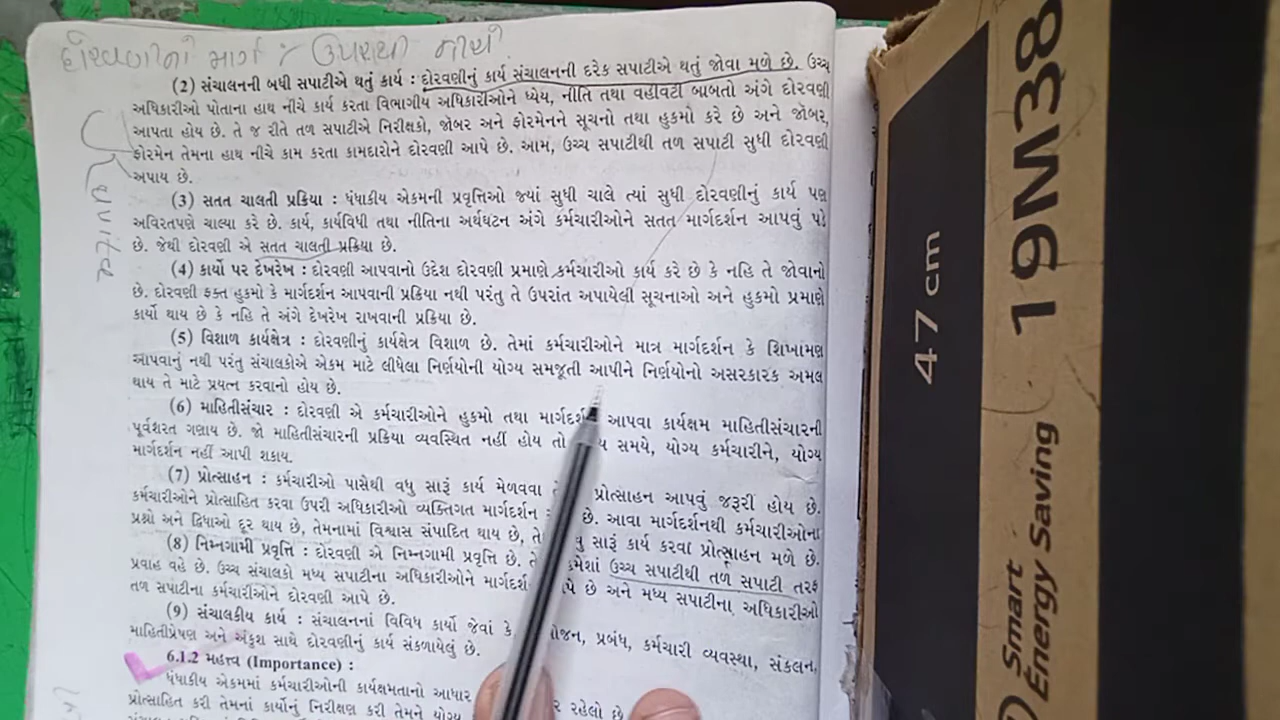 દોરવણીનો માર્ગ : ઉપરથી નીચે
(2) સંચાલનની બધી સપાટીએ થતું કાર્ય : દોરવણીનું કાર્ય સંચાલનની દરેક સપાટીએ થતું જોવા મળે છે. ઉચ્ચ
અધિકારીઓ પોતાના હાથ નીચે કાર્ય કરતા વિભાગીય અધિકારીઓને ધ્યેય, નીતિ તથા વહીવટી બાબતો અંગે દોરવણી
આપતા હોય છે. તે જ રીતે તળ સપાટીએ નિરીક્ષકો, જૉબર અને ફોરમેનને સૂચનો તથા હુકમો કરે છે અને જૉબર,
ફોરમેન તેમના હાથ નીચે કામ કરતા કામદારોને દોરવણી આપે છે. આમ, ઉચ્ચ સપાટીથી તળ સપાટી સુધી દોરવણી
અપાય છે.
(3) સતત ચાલતી પ્રક્રિયા : ધંધાકીય એકમની પ્રવૃત્તિઓ જ્યાં સુધી ચાલે ત્યાં સુધી દોરવણીનું કાર્ય પણ
અવિરતપણે ચાલ્યા કરે છે. કાર્ય, કાર્યવિધી તથા નીતિના અર્થઘટન અંગે કર્મચારીઓને સતત માર્ગદર્શન આપવું પડે
છે. જેથી દોરવણી એ સતત ચાલતી પ્રક્રિયા છે.
(4) કાર્યો પર દેખરેખ : દોરવણી આપવાનો ઉદેશ દોરવણી પ્રમાણે કર્મચારીઓ કાર્ય કરે છે કે નહિ તે જોવાનો
છે. દોરવણી ફક્ત હુકમો કે માર્ગદર્શન આપવાની પ્રક્રિયા નથી પરંતુ તે ઉપરાંત અપાયેલી સૂચનાઓ અને હુકમો પ્રમાણે
કાર્યો થાય છે કે નહિ તે અંગે દેખરેખ રાખવાની પ્રક્રિયા છે.
(5) વિશાળ કાર્યક્ષેત્ર : દોરવણીનું કાર્યક્ષેત્ર વિશાળ છે. તેમાં કર્મચારીઓને માત્ર માર્ગદર્શન કે શિખામણ
આપવાનું નથી પરંતુ સંચાલકોએ એકમ માટે લીધેલા નિર્ણયોની યોગ્ય સમજૂતી આપીને નિર્ણયોનો અસરકારક અમલ
થાય તે માટે પ્રયત્ન કરવાનો હોય છે.
(6) માહિતીસંચાર : દોરવણી એ કર્મચારીઓને હુકમો તથા માર્ગદર્શન આપવા કાર્યક્ષમ માહિતીસંચારની
પૂર્વશરત ગણાય છે. જો માહિતીસંચારની પ્રક્રિયા વ્યવસ્થિત નહીં હોય તો સમયે, યોગ્ય કર્મચારીને, યોગ્ય
માર્ગદર્શન નહીં આપી શકાય.
(7) પ્રોત્સાહન : કર્મચારીઓ પાસેથી વધુ સારૂં કાર્ય મેળવવા પ્રોત્સાહન આપવું જરૂરી હોય છે.
કર્મચારીઓને પ્રોત્સાહિત કરવા ઉપરી અધિકારીઓ વ્યક્તિગત માર્ગદર્શન છે. આવા માર્ગદર્શનથી કર્મચારીઓના
પ્રશ્નો અને દ્વિધાઓ દૂર થાય છે, તેમનામાં વિશ્વાસ સંપાદિત થાય છે, સારૂં કાર્ય કરવા પ્રોત્સાહન મળે છે.
(8) નિમ્નગામી પ્રવૃત્તિ : દોરવણી એ નિમ્નગામી પ્રવૃત્તિ છે. હમેશાં ઉચ્ચ સપાટીથી તળ સપાટી તરફ
પ્રવાહ વહે છે. ઉચ્ચ સંચાલકો મધ્ય સપાટીના અધિકારીઓને માર્ગદર્શન છે અને મધ્ય સપાટીના અધિકારીઓ
તળ સપાટીના કર્મચારીઓને દોરવણી આપે છે.
(9) સંચાલકીય કાર્ય : સંચાલનનાં વિવિધ કાર્યો જેવાં કે, પ્રબંધ, કર્મચારી વ્યવસ્થા, સંકલન,
માહિતીપ્રેષણ અને અંકુશ સાથે દોરવણીનું કાર્ય સંકળાયેલું છે.
6.1.2 મહત્ત્વ (Importance) :
ધંધાકીય એકમમાં કર્મચારીઓની કાર્યક્ષમતાનો આધાર રહેલો છે
પ્રોત્સાહિત કરી તેમનાં કાર્યોનું નિરીક્ષણ કરી તેમને યોગ્ય
47 cm
19M38
Smart
Energy Saving